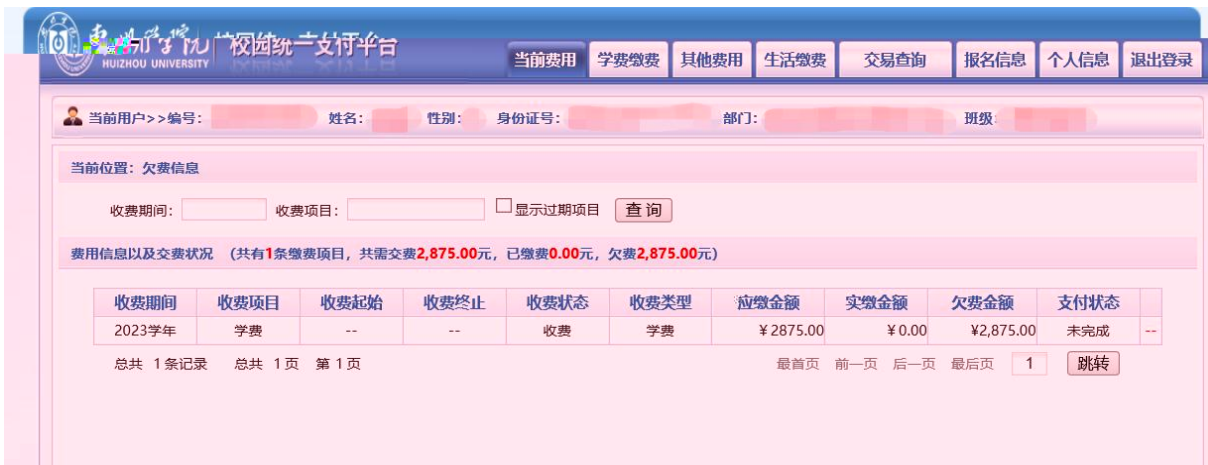 校园统一支付平台
HUIZHOU UNIVERSITY
当前费用 学费缴费 其他费用 生活缴费 交易查询 报名信息 个人信息 退出登录
当前用户>>编号: 姓名: 性别: 身份证号: 部门: 班级:
当前位置: 欠费信息
收费期间: 收费项目: 显示过期项目 查 询
费用信息以及交费状况 (共有1条缴费项目, 共需交费2,875.00元, 已缴费0.00元, 欠费2,875.00元)
收费期间 收费项目 收费起始 收费终止 收费状态 收费类型 应缴金额 实缴金额 欠费金额 支付状态
2023学年 学费 -- -- 收费 学费 ¥2875.00 ¥0.00 ¥2,875.00 未完成 --
总共 1条记录 总共 1页 第1页 最首页 前一页 后一页 最后页 1 跳转